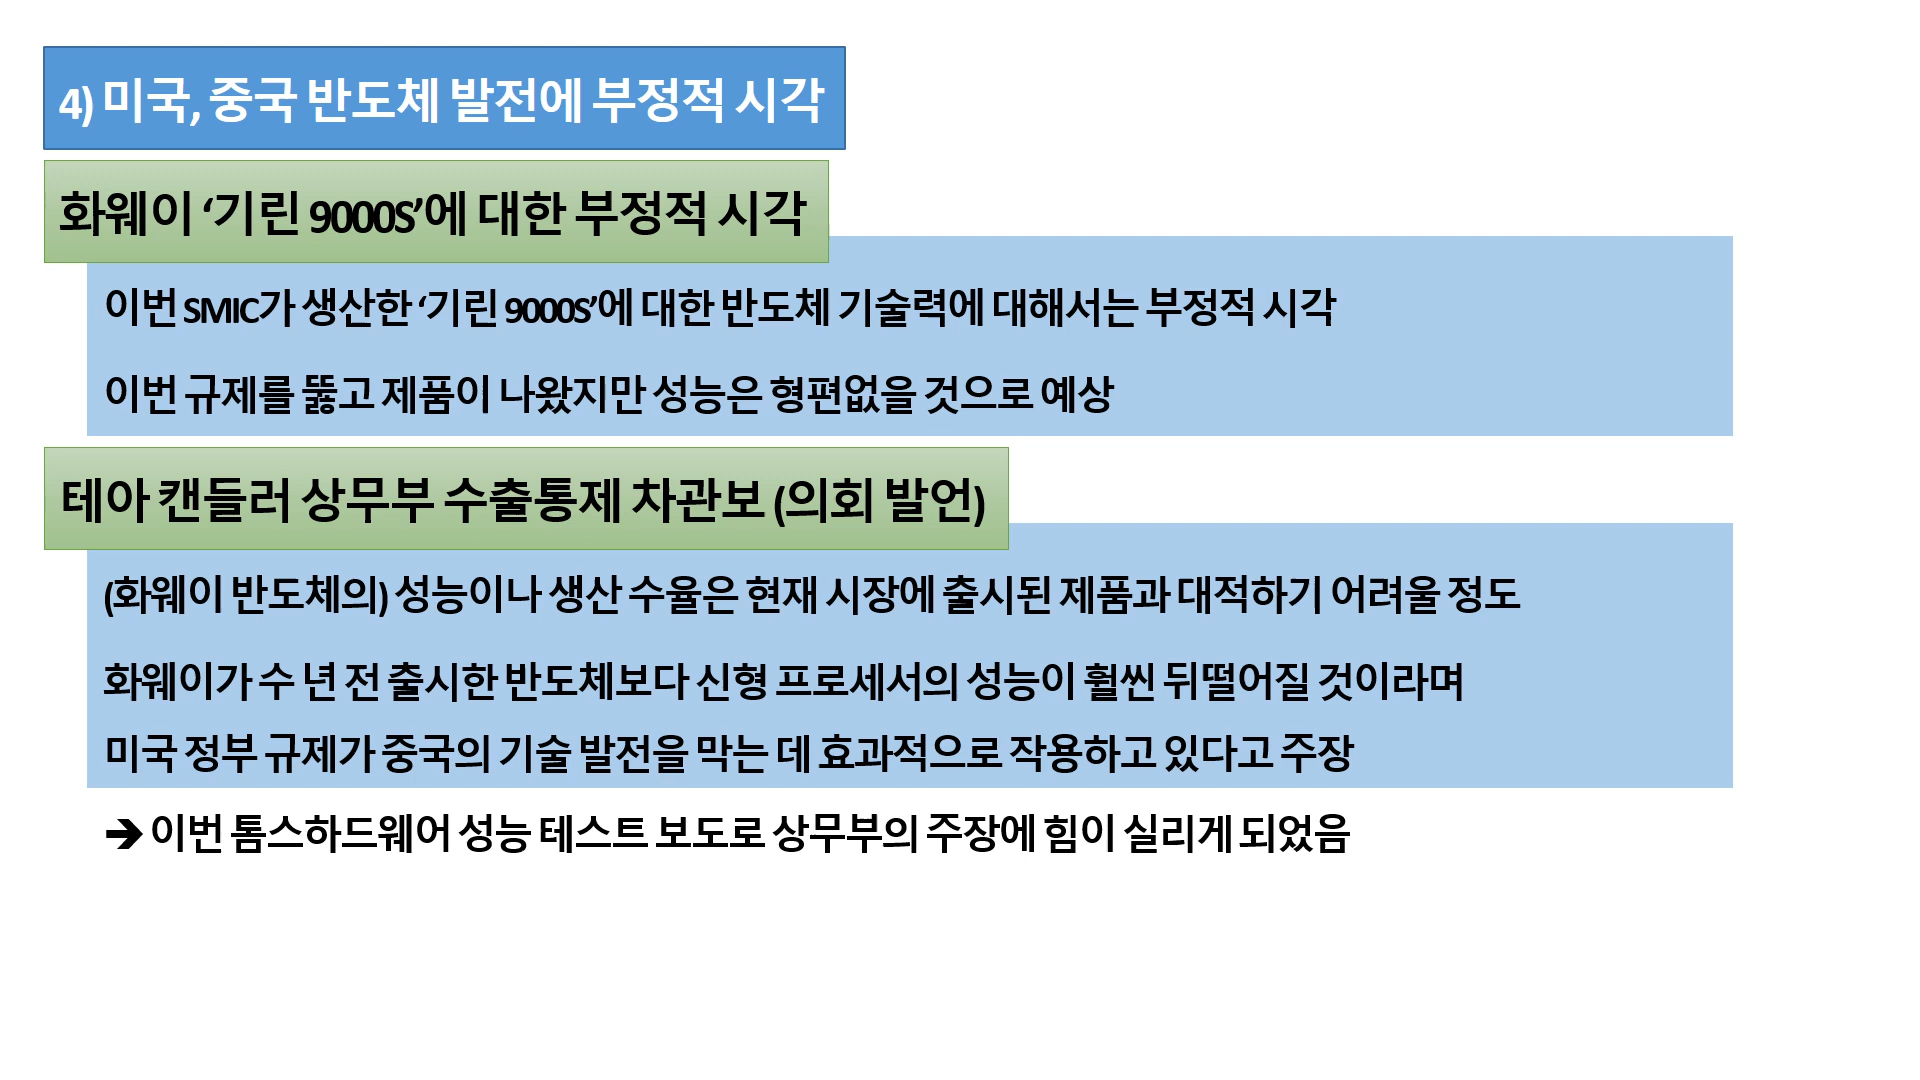 4) 미국, 중국 반도체 발전에 부정적 시각
화웨이 ‘기린 9000S’에 대한 부정적 시각
이번 SMIC가 생산한 ‘기린 9000S’에 대한 반도체 기술력에 대해서는 부정적 시각
이번 규제를 뚫고 제품이 나왔지만 성능은 형편없을 것으로 예상
테아 캔들러 상무부 수출통제 차관보 (의회 발언)
(화웨이 반도체의) 성능이나 생산 수율은 현재 시장에 출시된 제품과 대적하기 어려울 정도
화웨이가 수 년 전 출시한 반도체보다 신형 프로세서의 성능이 훨씬 뒤떨어질 것이라며
미국 정부 규제가 중국의 기술 발전을 막는 데 효과적으로 작용하고 있다고 주장
➔ 이번 톰스하드웨어 성능 테스트 보도로 상무부의 주장에 힘이 실리게 되었음